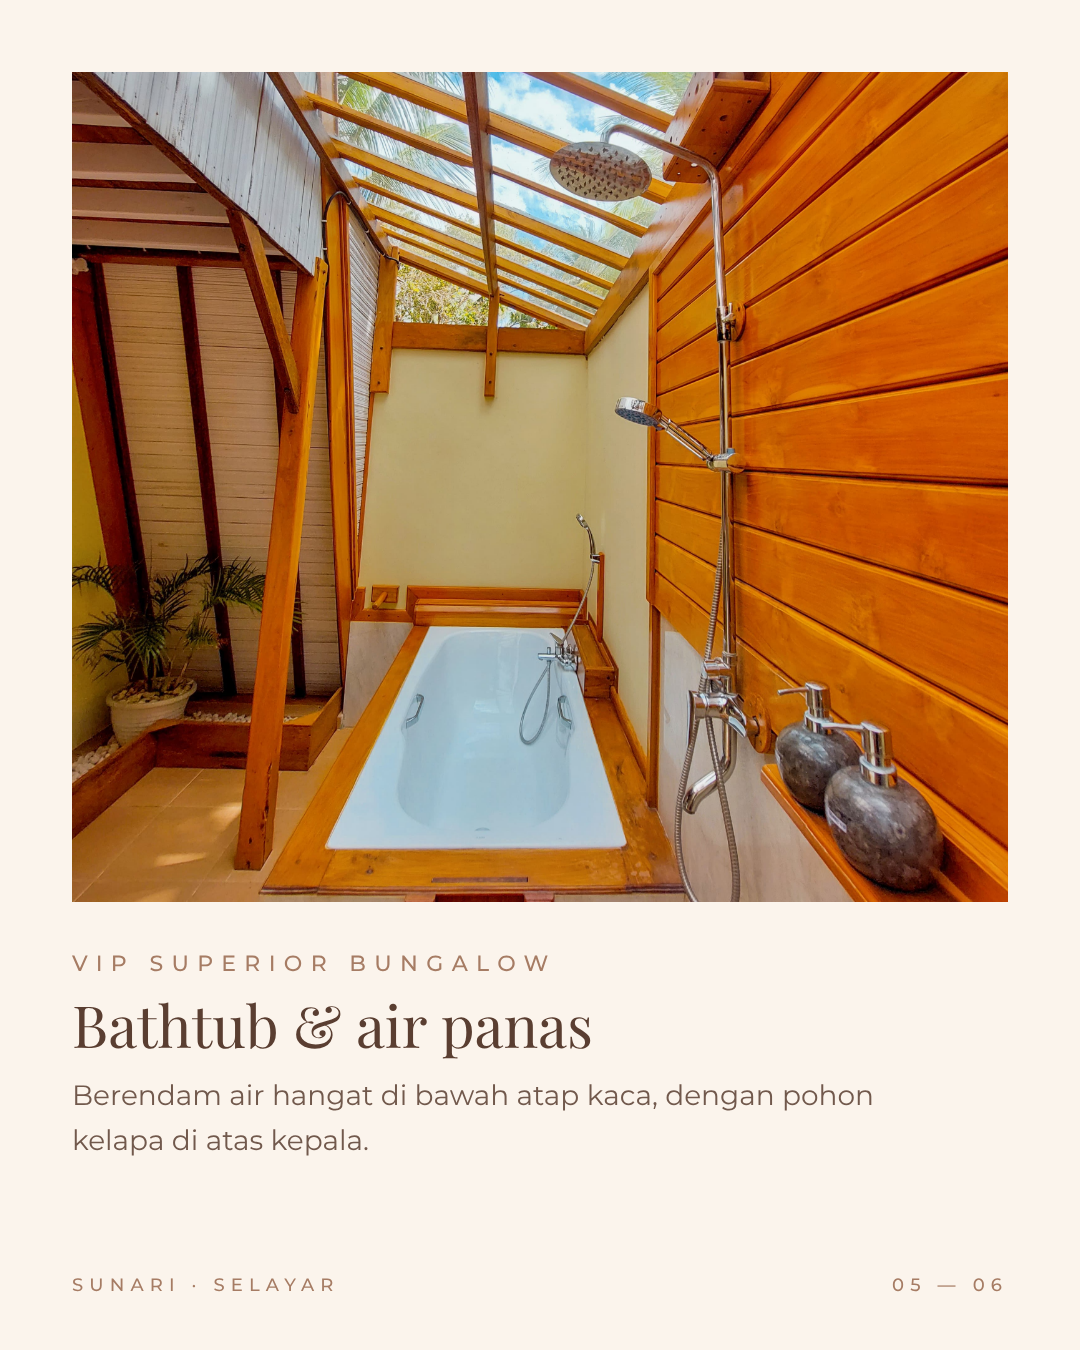 VIP SUPERIOR BUNGALOW
Bathtub & air panas
Berendam air hangat di bawah atap kaca, dengan pohon
kelapa di atas kepala.
SUNARI · SELAYAR
05 — 06